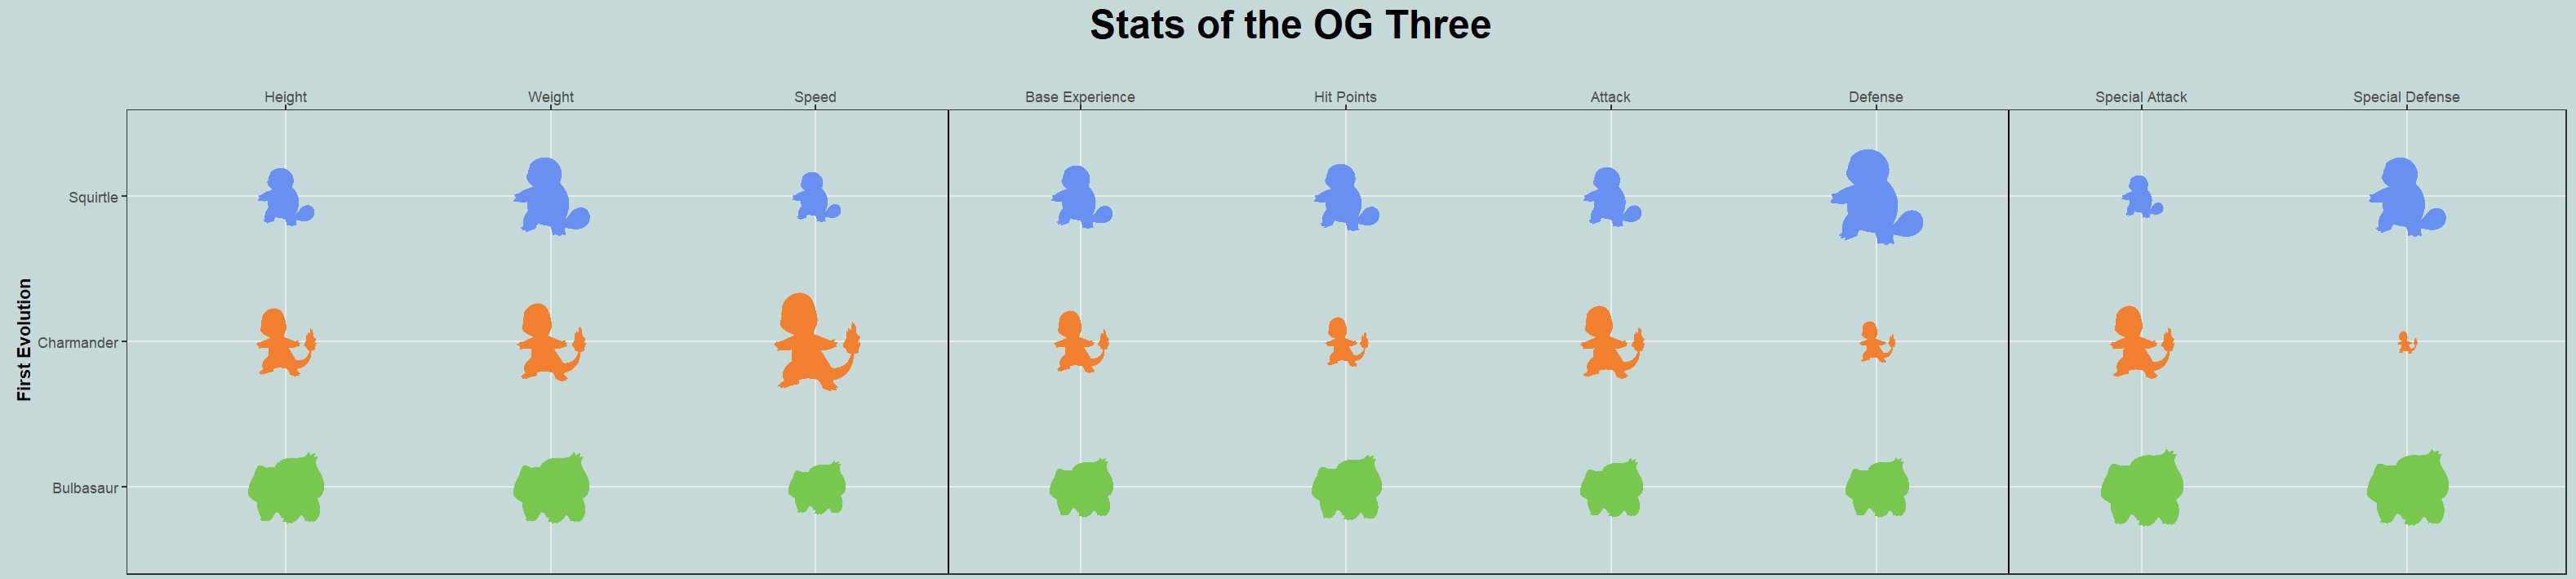 Stats of the OG Three
Height Weight Speed Base Experience Hit Points Attack Defense Special Attack Special Defense
Squirtle
Charmander
Bulbasaur
First Evolution